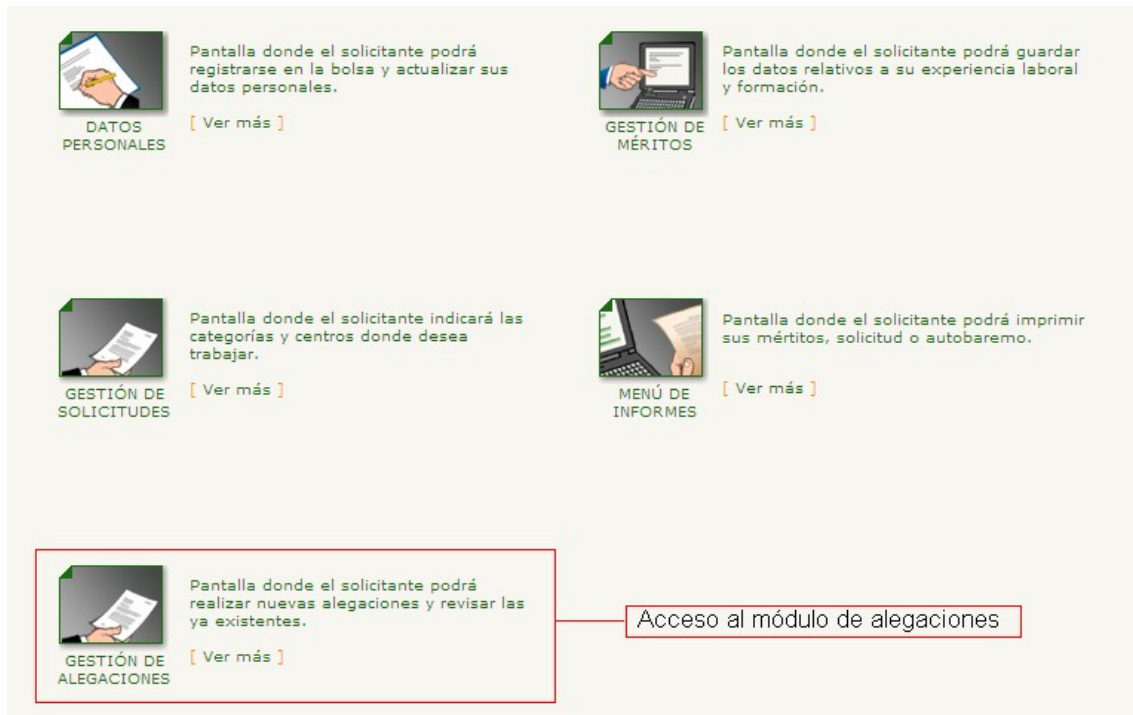 Pantalla donde el solicitante podrá
registrarse en la bolsa y actualizar sus
datos personales.
[ Ver más ]
DATOS
PERSONALES
Pantalla donde el solicitante podrá guardar
los datos relativos a su experiencia laboral
y formación.
[ Ver más ]
GESTIÓN DE
MÉRITOS
Pantalla donde el solicitante indicará las
categorías y centros donde desea
trabajar.
[ Ver más ]
GESTIÓN DE
SOLICITUDES
Pantalla donde el solicitante podrá imprimir
sus mértitos, solicitud o autobaremo.
[ Ver más ]
MENÚ DE
INFORMES
Pantalla donde el solicitante podrá
realizar nuevas alegaciones y revisar las
ya existentes.
[ Ver más ]
GESTIÓN DE
ALEGACIONES
Acceso al módulo de alegaciones